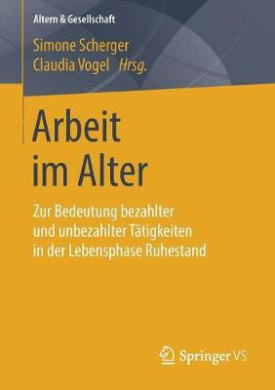 Altern & Gesellschaft
Simone Scherger
Claudia Vogel Hrsg.
Arbeit
im Alter
Zur Bedeutung bezahlter
und unbezahlter Tätigkeiten
in der Lebensphase Ruhestand
Springer VS